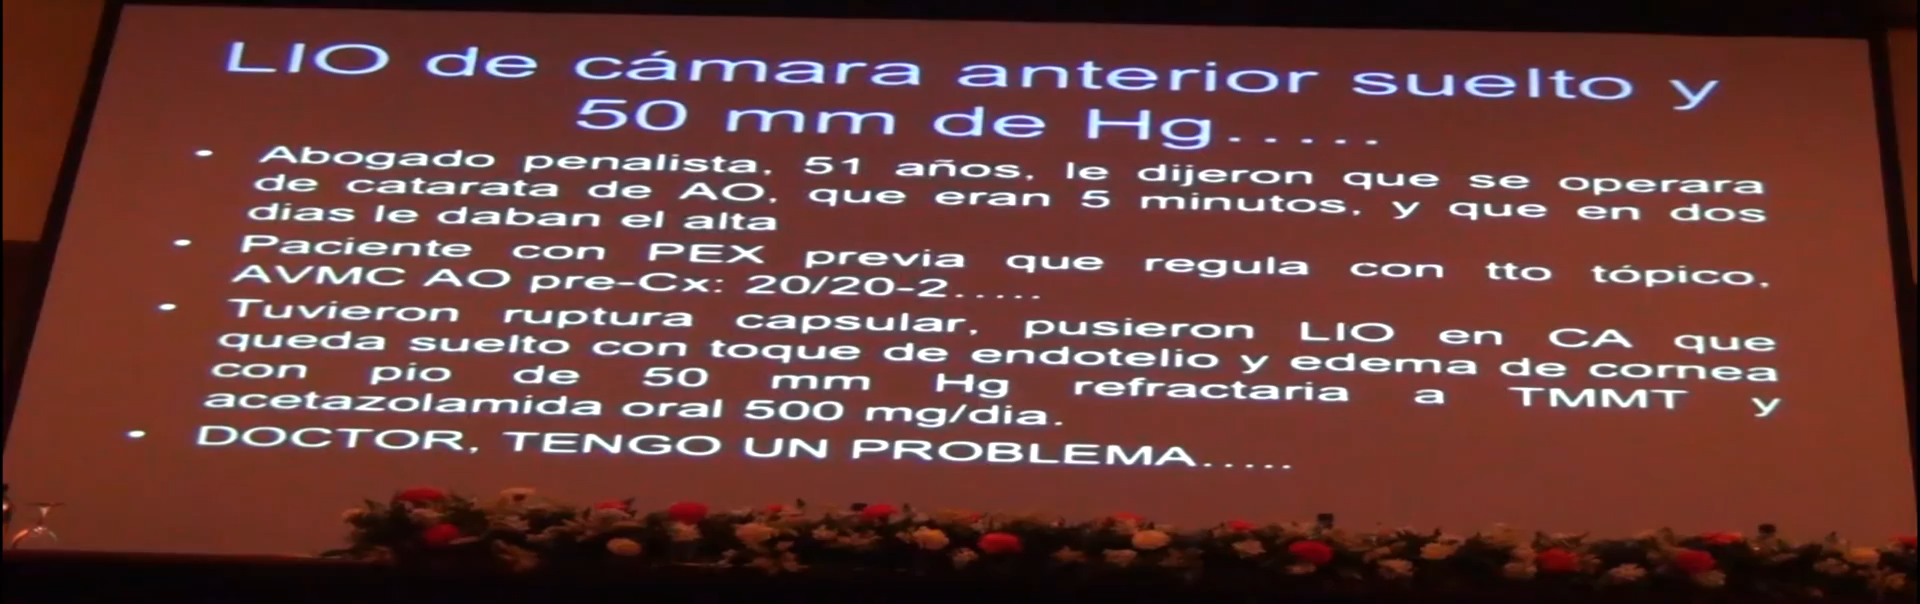 LIO de cámara anterior suelto y
50 mm de Hg.....
• Abogado penalista, 51 años, le dijeron que se operara
de catarata de AO, que eran 5 minutos, y que en dos
dias le daban el alta
• Paciente con PEX previa que regula con tto tópico,
AVMC AO pre-Cx: 20/20-2.....
• Tuvieron ruptura capsular, pusieron LIO en CA que
queda suelto con toque de endotelio y edema de cornea
con pio de 50 mm Hg refractaria a TMMT y
acetazolamida oral 500 mg/dia.
• DOCTOR, TENGO UN PROBLEMA.....